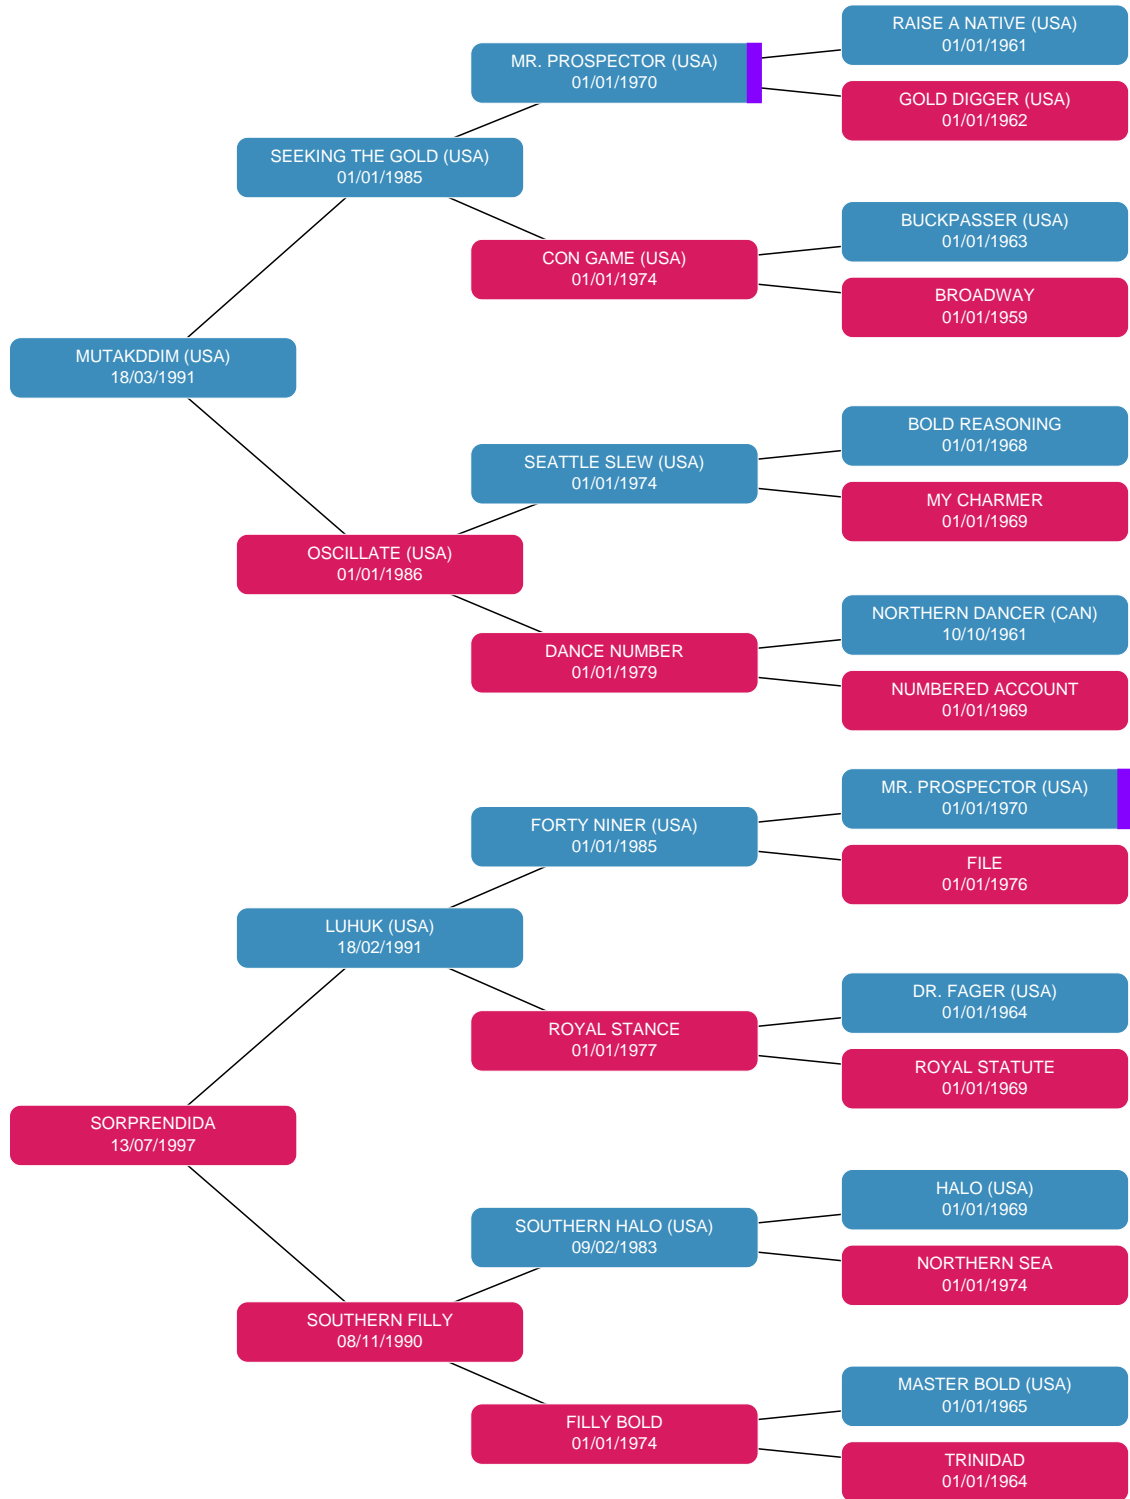 RAISE A NATIVE (USA)
01/01/1961
MR. PROSPECTOR (USA)
01/01/1970
GOLD DIGGER (USA)
01/01/1962
SEEKING THE GOLD (USA)
01/01/1985
BUCKPASSER (USA)
01/01/1963
CON GAME (USA)
01/01/1974
BROADWAY
01/01/1959
MUTAKDDIM (USA)
18/03/1991
BOLD REASONING
01/01/1968
SEATTLE SLEW (USA)
01/01/1974
MY CHARMER
01/01/1969
OSCILLATE (USA)
01/01/1986
NORTHERN DANCER (CAN)
10/10/1961
DANCE NUMBER
01/01/1979
NUMBERED ACCOUNT
01/01/1969
MR. PROSPECTOR (USA)
01/01/1970
FORTY NINER (USA)
01/01/1985
FILE
01/01/1976
LUHUK (USA)
18/02/1991
DR. FAGER (USA)
01/01/1964
ROYAL STANCE
01/01/1977
ROYAL STATUTE
01/01/1969
SORPRENDIDA
13/07/1997
HALO (USA)
01/01/1969
SOUTHERN HALO (USA)
09/02/1983
NORTHERN SEA
01/01/1974
SOUTHERN FILLY
08/11/1990
MASTER BOLD (USA)
01/01/1965
FILLY BOLD
01/01/1974
TRINIDAD
01/01/1964